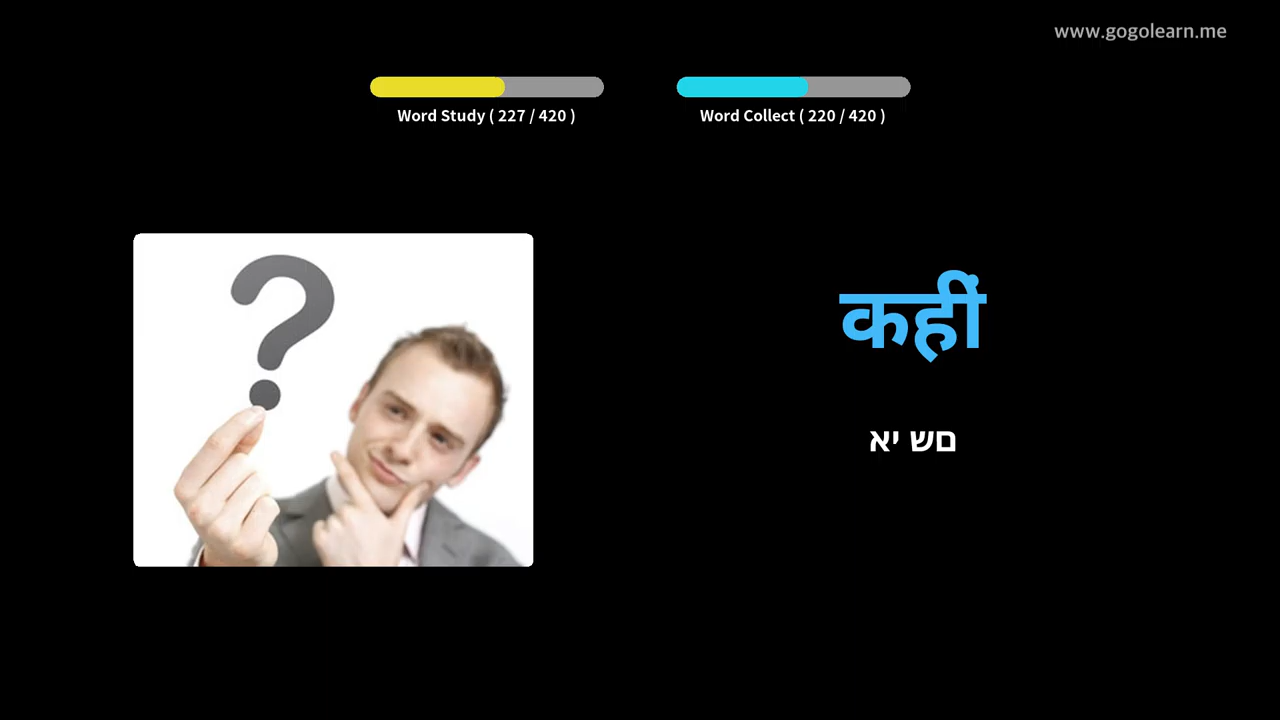 www.gogolearn.me
Word Study ( 227 / 420 )
Word Collect ( 220 / 420 )
कहीं
םש יא